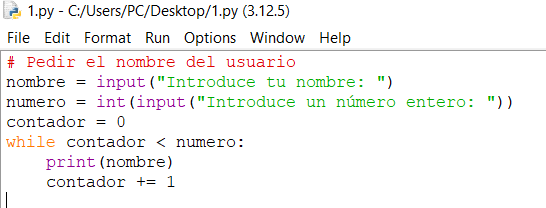 1.py - C:/Users/PC/Desktop/1.py (3.12.5)
File Edit Format Run Options Window Help
# Pedir el nombre del usuario
nombre = input("Introduce tu nombre: ")
numero = int(input("Introduce un número entero: "))
contador = 0
while contador < numero:
    print(nombre)
    contador += 1